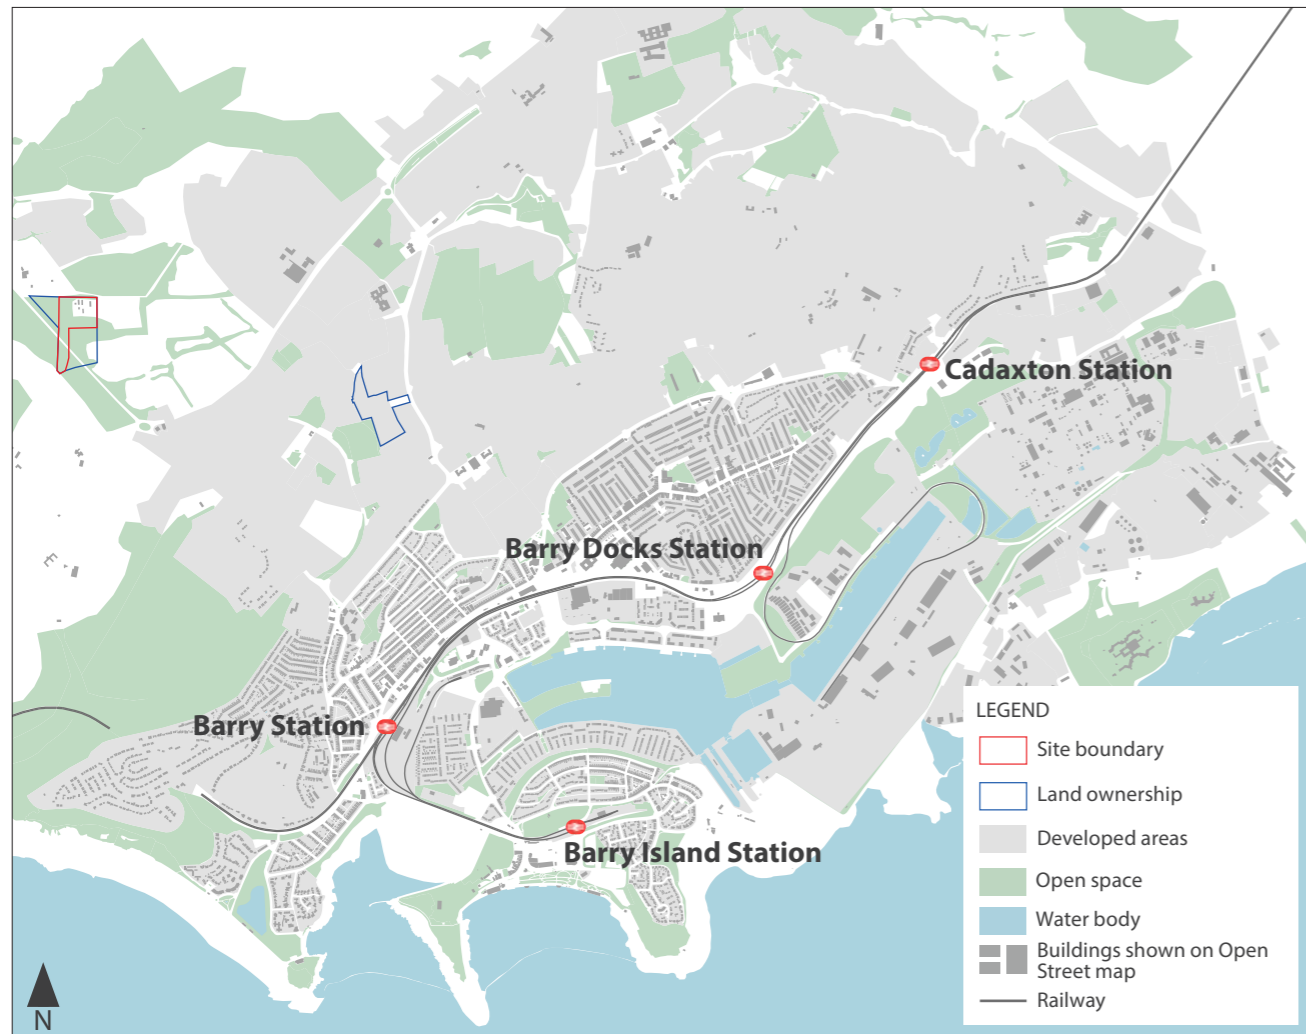 Cadaxton Station
Barry Docks Station
Barry Station
Barry Island Station
LEGEND
Site boundary
Land ownership
Developed areas
Open space
Water body
Buildings shown on Open
Street map
Railway
N